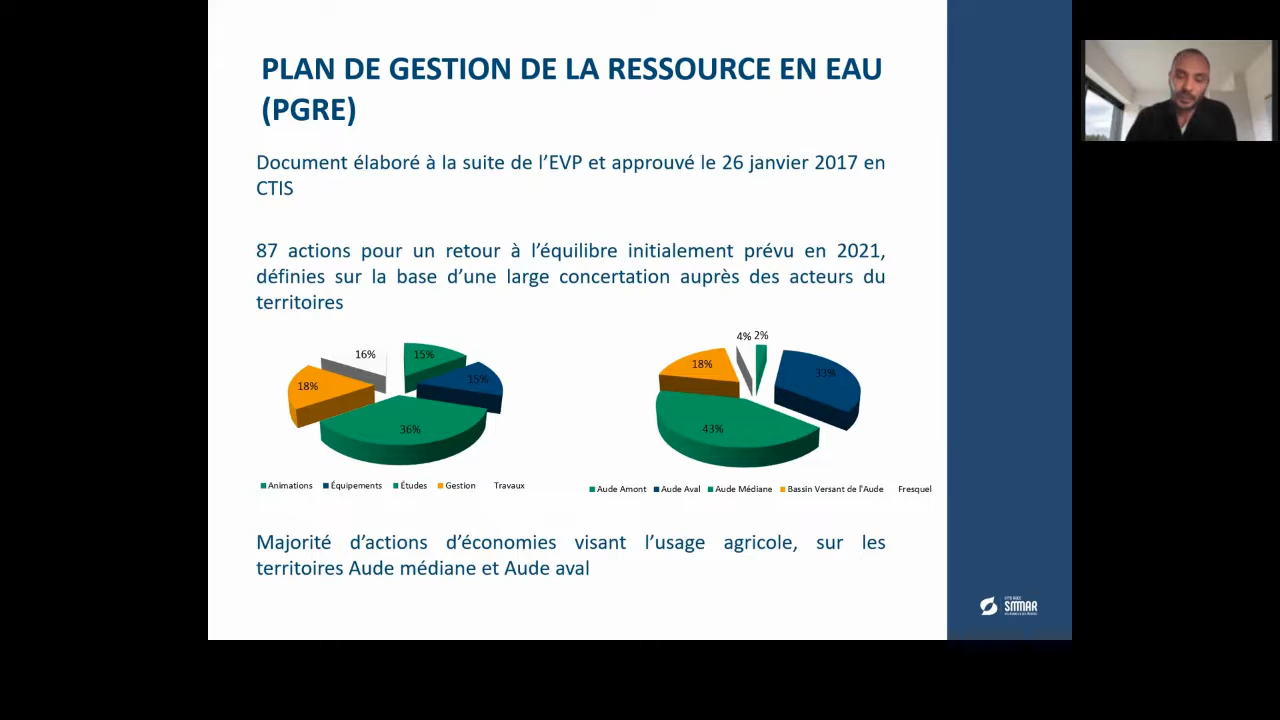 PLAN DE GESTION DE LA RESSOURCE EN EAU
(PGRE)
Document élaboré à la suite de l'EVP et approuvé le 26 janvier 2017 en
CTIS
87 actions pour un retour à l'équilibre initialement prévu en 2021,
définies sur la base d'une large concertation auprès des acteurs du
territoires
16%
15%
18%
15%
36%
Animations Équipements Études Gestion Travaux
4% 2%
18%
33%
43%
Aude Amont Aude Aval Aude Médiane Bassin Versant de l'Aude Fresquel
Majorité d'actions d'économies visant l'usage agricole, sur les
territoires Aude médiane et Aude aval
SMMAR